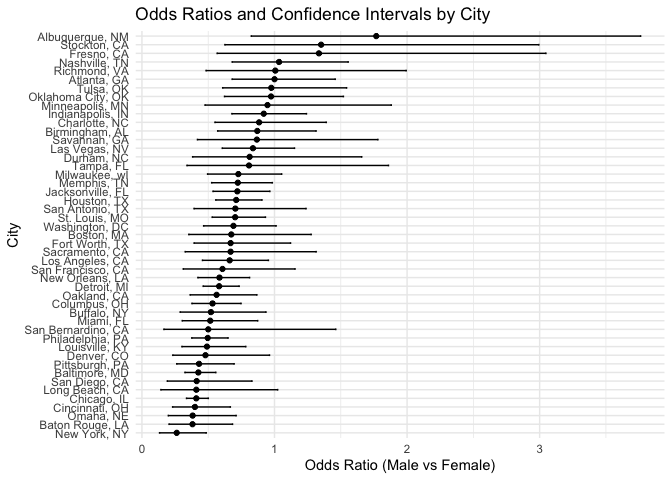 Odds Ratios and Confidence Intervals by City
Albuquerque, NM
Stockton, CA
Fresno, CA
Nashville, TN
Richmond, VA
Atlanta, GA
Tulsa, OK
Oklahoma City, OK
Minneapolis, MN
Indianapolis, IN
Charlotte, NC
Birmingham, AL
Savannah, GA
Las Vegas, NV
Durham, NC
Tampa, FL
Milwaukee, wI
Memphis, TN
Jacksonville, FL
Houston, TX
San Antonio, TX
St. Louis, MO
Washington, DC
Boston, MA
Fort Worth, TX
Sacramento, CA
Los Angeles, CA
San Francisco, CA
New Orleans, LA
Detroit, MI
Oakland, CA
Columbus, OH
Buffalo, NY
Miami, FL
San Bernardino, CA
Philadelphia, PA
Louisville, KY
Denver, CO
Pittsburgh, PA
Baltimore, MD
San Diego, CA
Long Beach, CA
Chicago, IL
Cincinnati, OH
Omaha, NE
Baton Rouge, LA
New York, NY
City
0 1 2 3
Odds Ratio (Male vs Female)